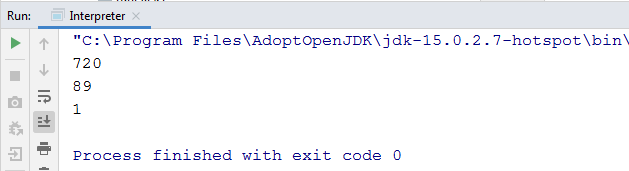 Run: Interpreter
"C:\Program Files\AdoptOpenJDK\jdk-15.0.2.7-hotspot\bin\
720
89
1
Process finished with exit code 0